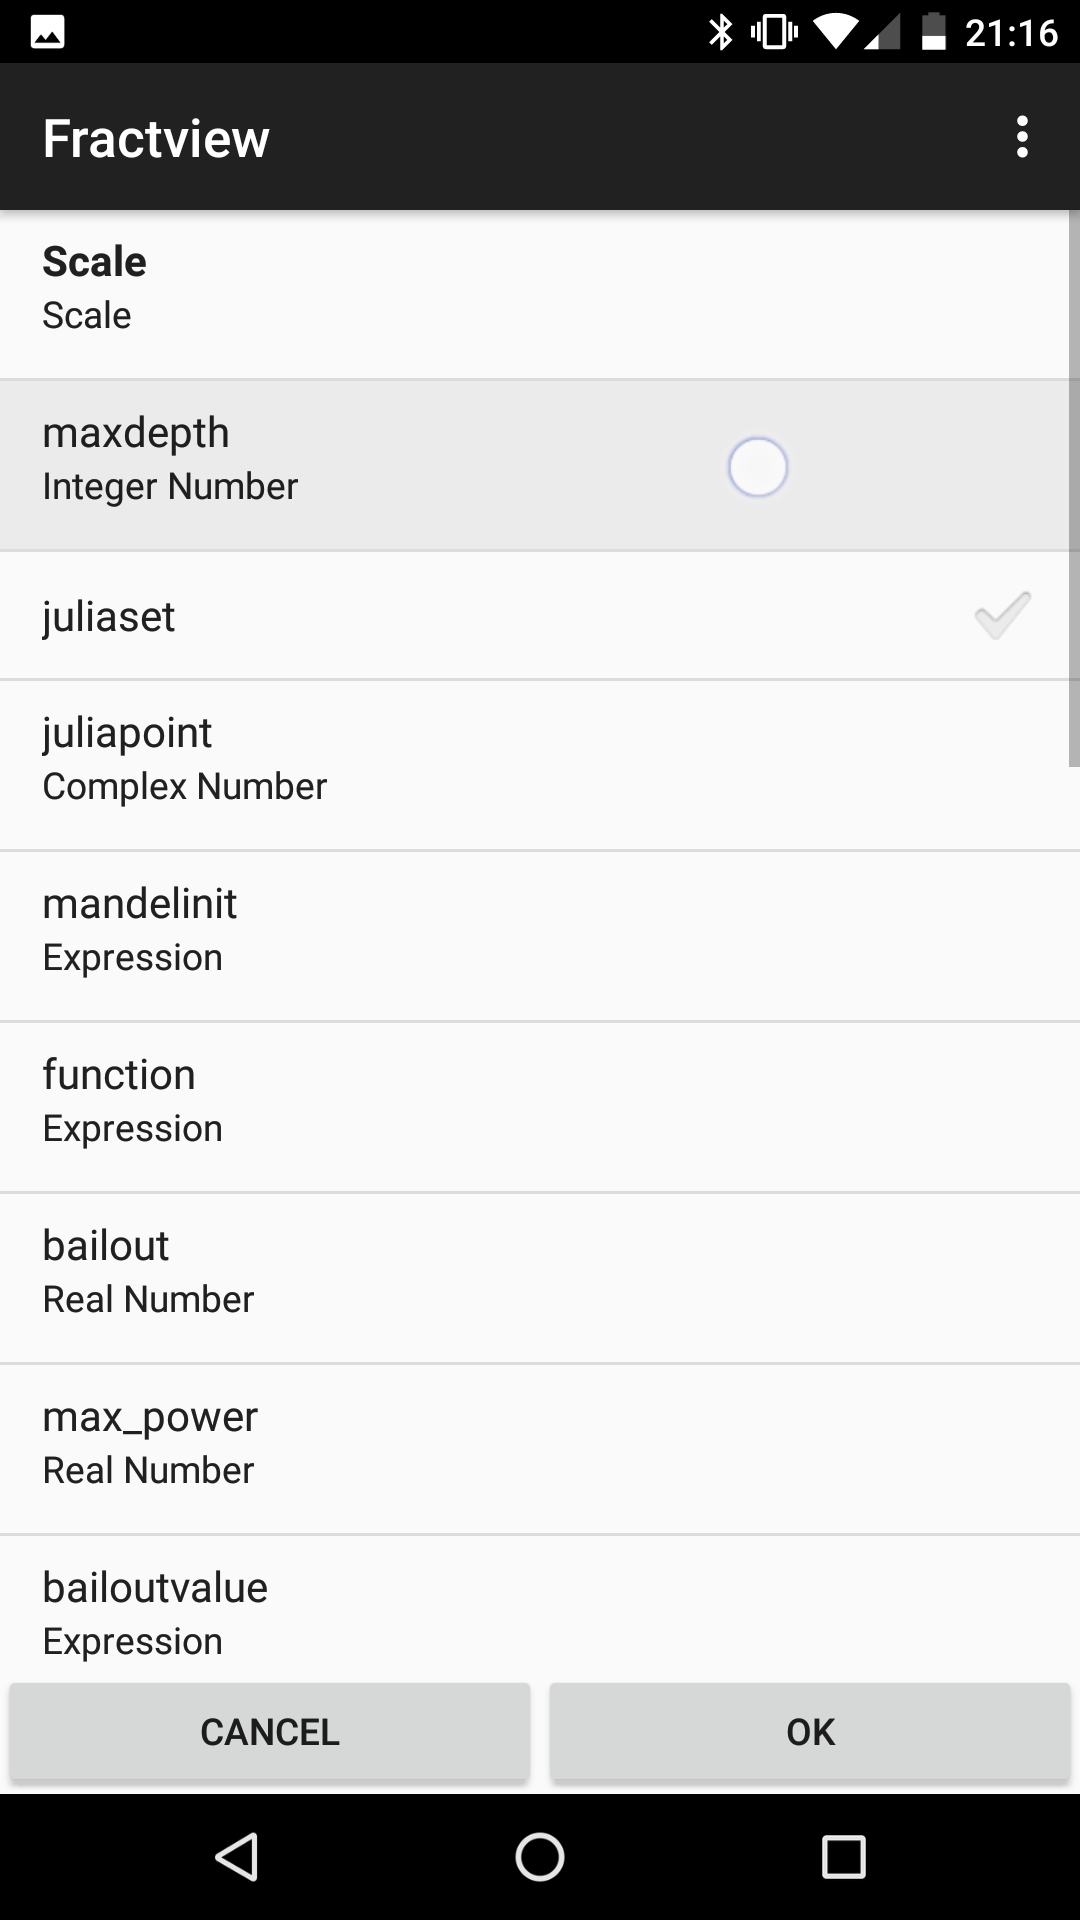 21:16
Fractview
Scale
Scale
maxdepth
Integer Number
juliaset
juliapoint
Complex Number
mandelinit
Expression
function
Expression
bailout
Real Number
max_power
Real Number
bailoutvalue
Expression
CANCEL
OK